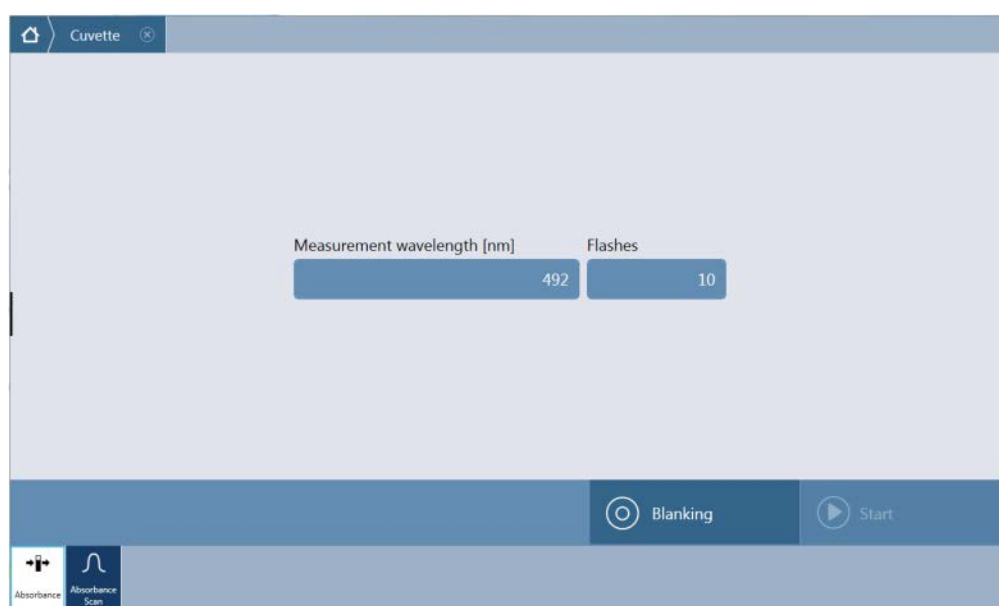 Cuvette
Measurement wavelength [nm] Flashes
492 10
Blanking Start
Absorbance Absorbance
Scan